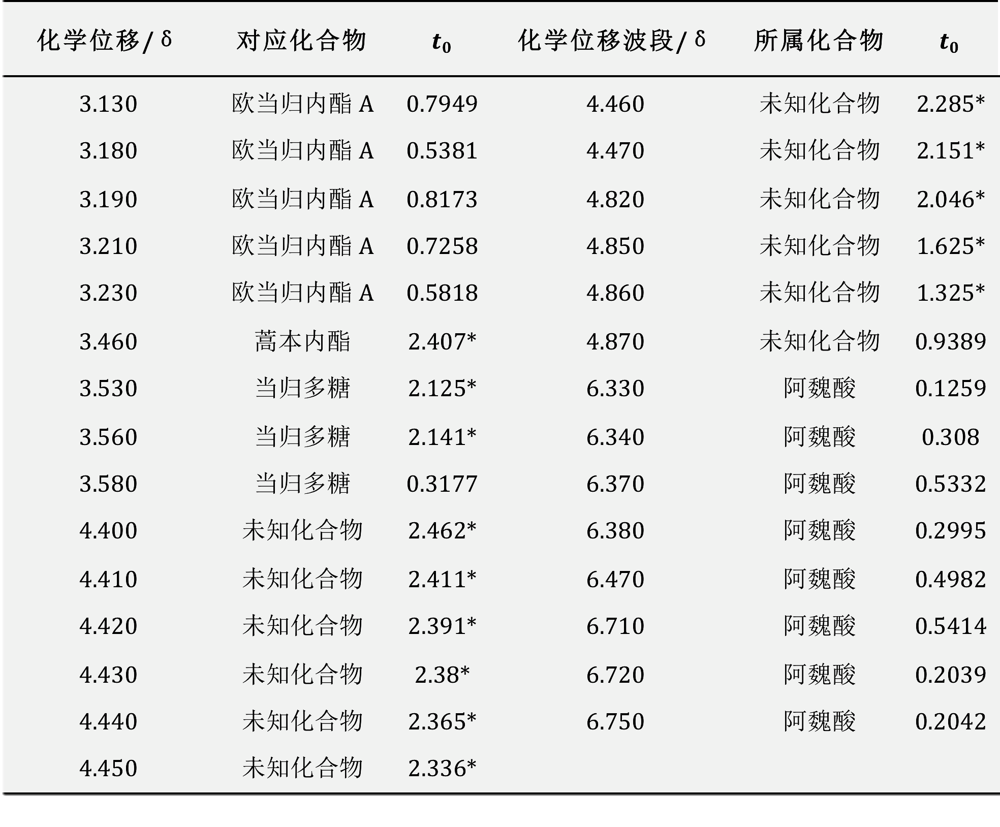 化学位移/δ 对应化合物 t₀ 化学位移波段/δ 所属化合物 t₀
3.130 欧当归内酯 A 0.7949 4.460 未知化合物 2.285*
3.180 欧当归内酯 A 0.5381 4.470 未知化合物 2.151*
3.190 欧当归内酯 A 0.8173 4.820 未知化合物 2.046*
3.210 欧当归内酯 A 0.7258 4.850 未知化合物 1.625*
3.230 欧当归内酯 A 0.5818 4.860 未知化合物 1.325*
3.460 蒿本内酯 2.407* 4.870 未知化合物 0.9389
3.530 当归多糖 2.125* 6.330 阿魏酸 0.1259
3.560 当归多糖 2.141* 6.340 阿魏酸 0.308
3.580 当归多糖 0.3177 6.370 阿魏酸 0.5332
4.400 未知化合物 2.462* 6.380 阿魏酸 0.2995
4.410 未知化合物 2.411* 6.470 阿魏酸 0.4982
4.420 未知化合物 2.391* 6.710 阿魏酸 0.5414
4.430 未知化合物 2.38* 6.720 阿魏酸 0.2039
4.440 未知化合物 2.365* 6.750 阿魏酸 0.2042
4.450 未知化合物 2.336*